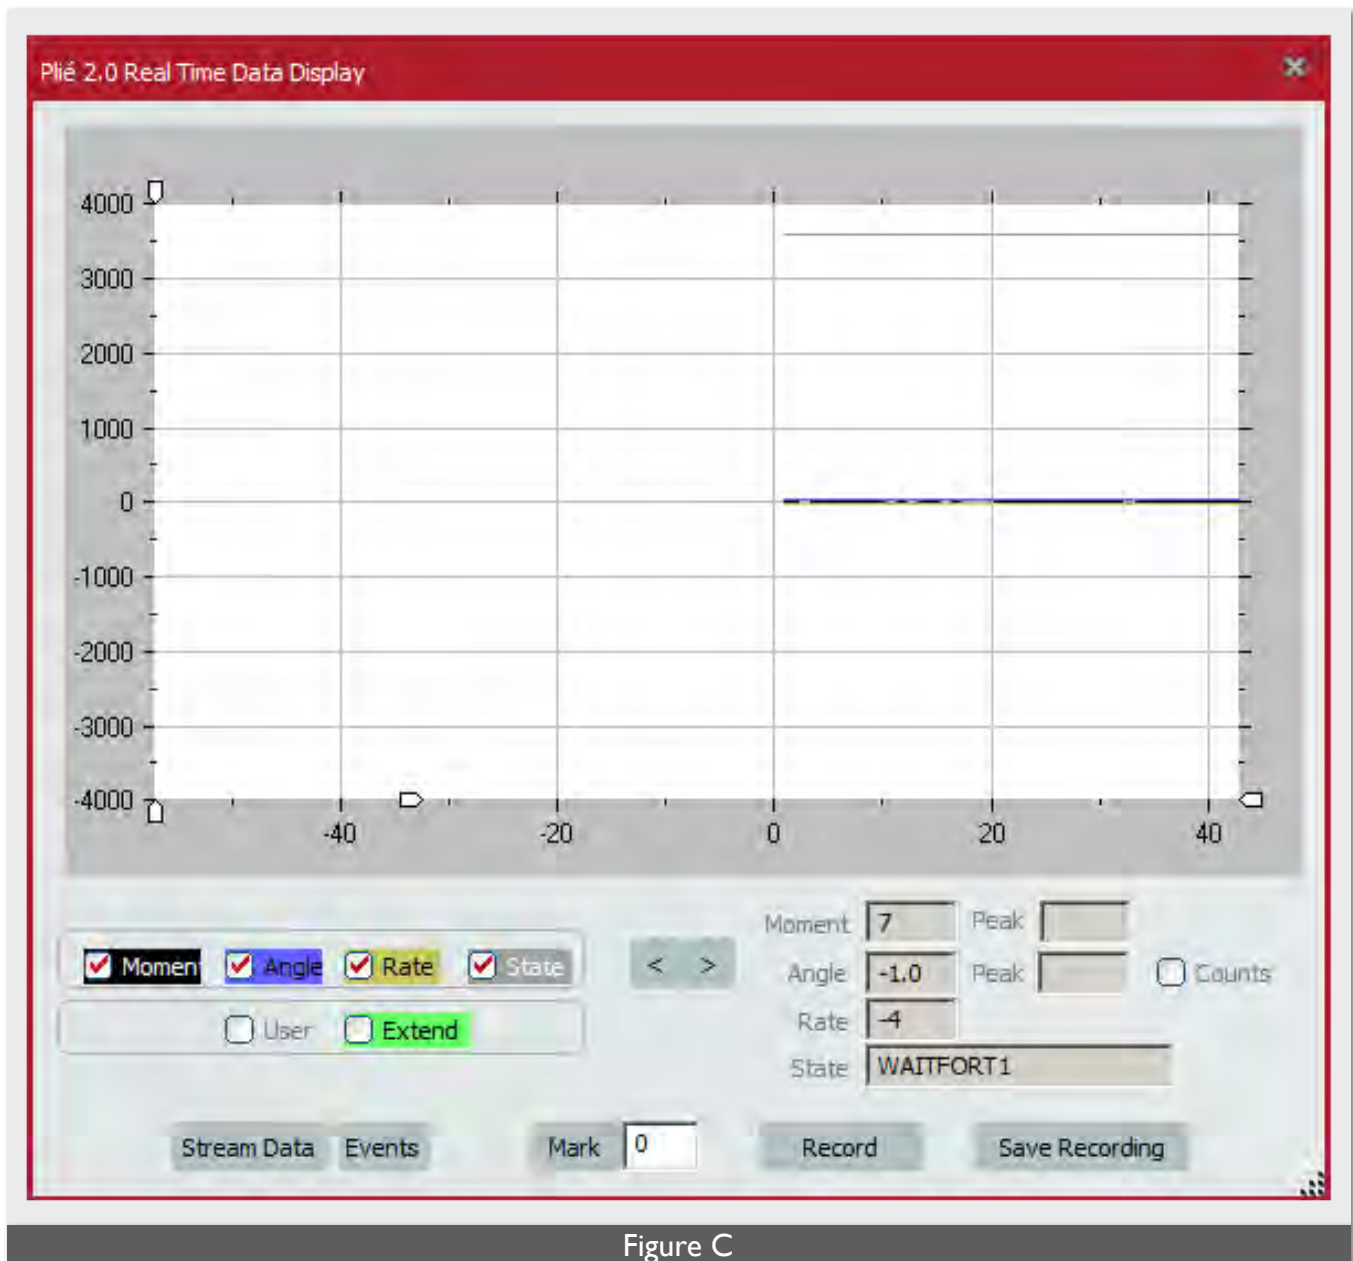 Plié 2.0 Real Time Data Display
4000
3000
2000
1000
0
-1000
-2000
-3000
-4000
-40 -20 0 20 40
Moment 7 Peak
Momen Angle Rate State < > Angle -1.0 Peak Counts
User Extend Rate -4
State WAITFORT1
Stream Data Events Mark 0 Record Save Recording
Figure C